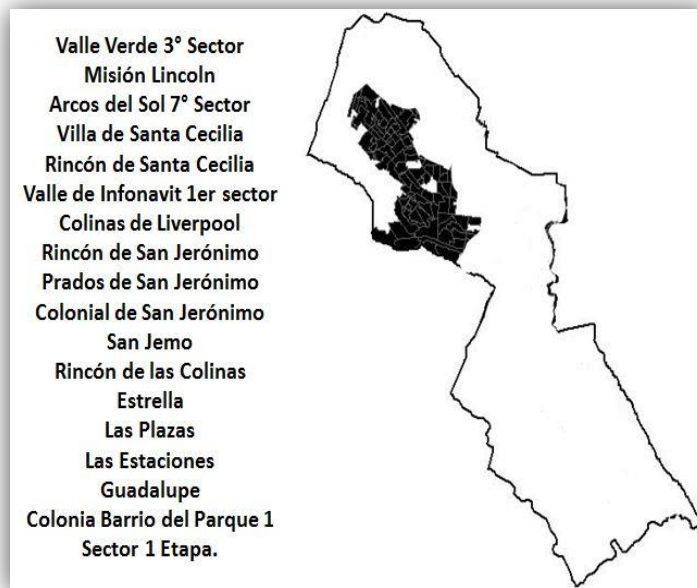 Valle Verde 3° Sector
Misión Lincoln
Arcos del Sol 7° Sector
Villa de Santa Cecilia
Rincón de Santa Cecilia
Valle de Infonavit 1er sector
Colinas de Liverpool
Rincón de San Jerónimo
Prados de San Jerónimo
Colonial de San Jerónimo
San Jemo
Rincón de las Colinas
Estrella
Las Plazas
Las Estaciones
Guadalupe
Colonia Barrio del Parque 1
Sector 1 Etapa.